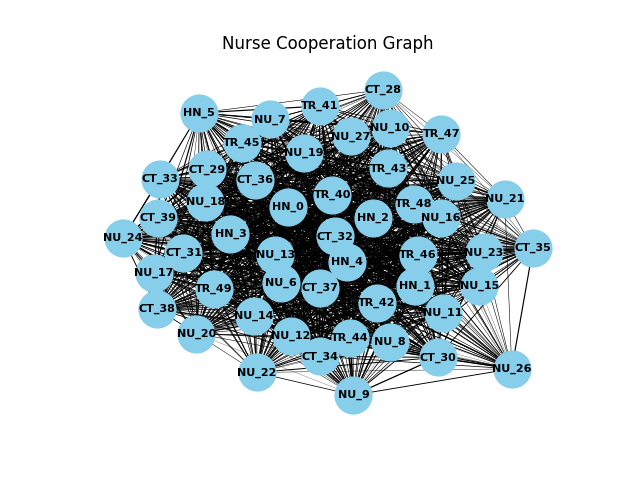 Nurse Cooperation Graph
CT_28
HN_5
TR_41
NU_7
NU_10
NU_27
TR_47
TR_45
NU_19
TR_43
CT_29
CT_36
CT_33
NU_25
TR_40
NU_21
NU_18
TR_48
HN_0
CT_39
HN_2
NU_16
HN_3
CT_32
NU_24
CT_35
CT_31
NU_13
TR_46
NU_23
HN_4
NU_17
NU_6
HN_1
NU_15
CT_37
TR_49
TR_42
CT_38
NU_11
NU_14
NU_20
NU_12
TR_44
NU_8
CT_34
CT_30
NU_26
NU_22
NU_9